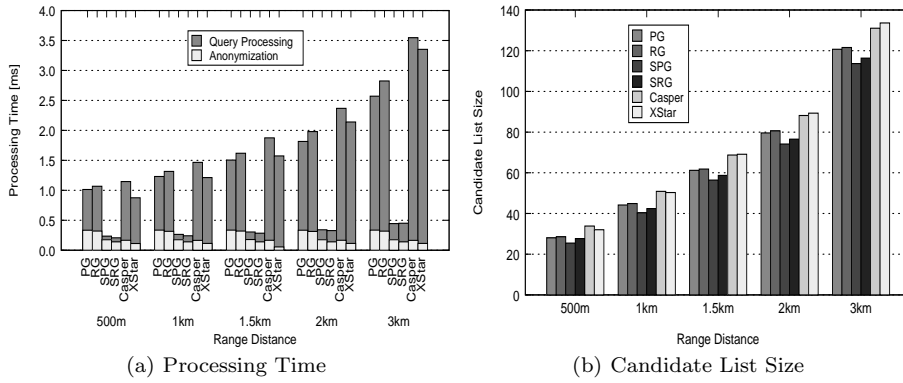 4.0
3.5
3.0
2.5
2.0
1.5
1.0
0.5
0.0
Processing Time [ms]
Query Processing
Anonymization
PG RG SPG SRG Casper XStar
PG RG SPG SRG Casper XStar
PG RG SPG SRG Casper XStar
PG RG SPG SRG Casper XStar
PG RG SPG SRG Casper XStar
500m 1km 1.5km 2km 3km
Range Distance
(a) Processing Time
140
120
100
80
60
40
20
0
Candidate List Size
PG
RG
SPG
SRG
Casper
XStar
500m 1km 1.5km 2km 3km
Range Distance
(b) Candidate List Size